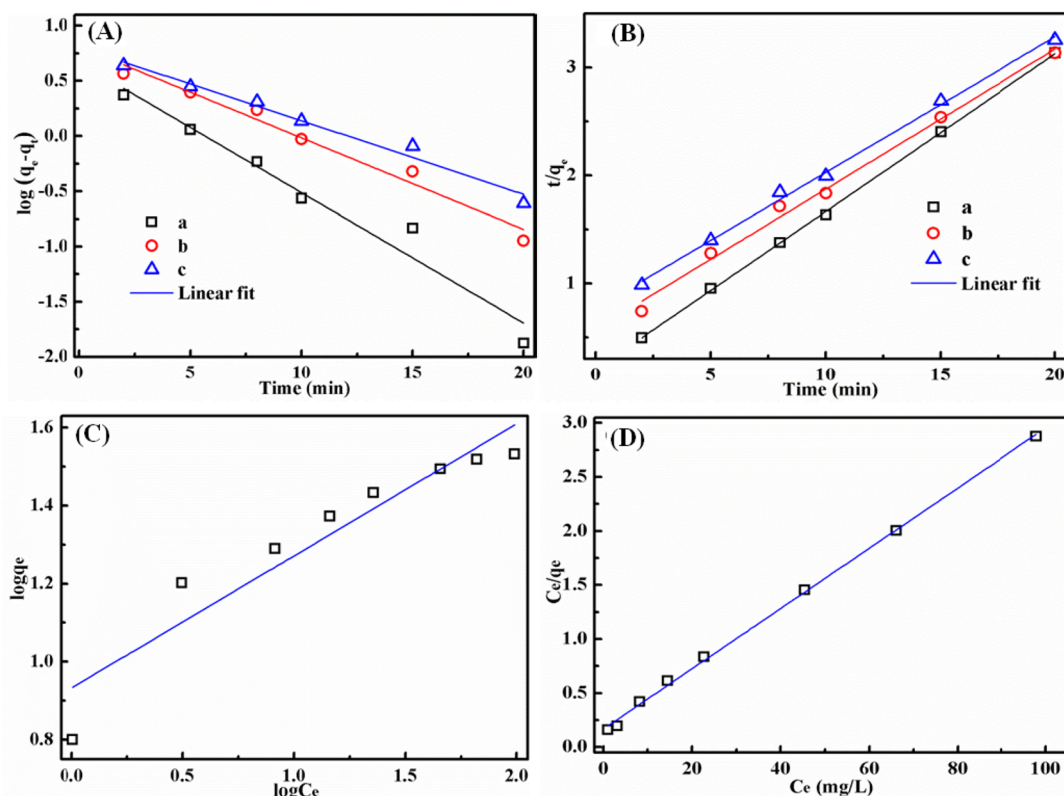 (A)
1.0
0.5
0.0
-0.5
-1.0
-1.5
-2.0
log (qe-qt)
a
b
c
Linear fit
0
5
10
15
20
Time (min)
(B)
3
2
1
t/qe
a
b
c
Linear fit
0
5
10
15
20
Time (min)
(C)
1.6
1.4
1.2
1.0
0.8
logqe
0.0
0.5
1.0
1.5
2.0
logCe
(D)
3.0
2.5
2.0
1.5
1.0
0.5
0.0
Ce/qe
0
20
40
60
80
100
Ce (mg/L)